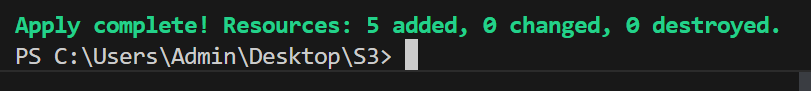 Apply complete! Resources: 5 added, 0 changed, 0 destroyed.
PS C:\Users\Admin\Desktop\S3>